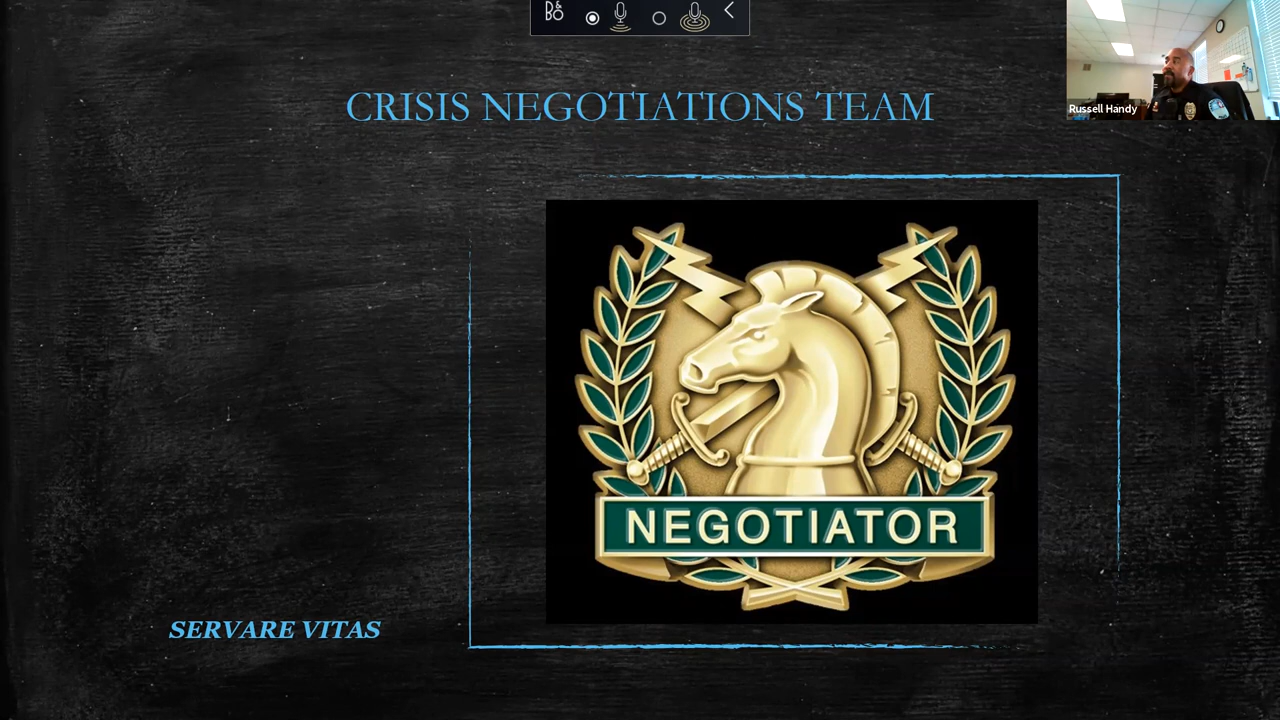 B&O
CRISIS NEGOTIATIONS TEAM
Russell Handy
NEGOTIATOR
SERVARE VITAS